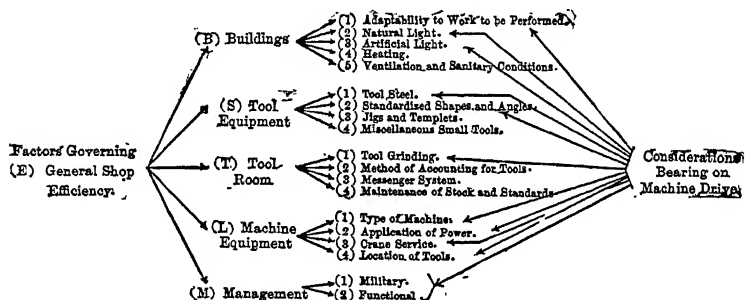 (B) Buildings
(1) Adaptability to Work to be Performed.
(2) Natural Light.
(3) Artificial Light.
(4) Heating.
(5) Ventilation and Sanitary Conditions.
(S) Tool
Equipment
(1) Tool Steel.
(2) Standardized Shapes and Angles.
(3) Jigs and Templets.
(4) Miscellaneous Small Tools.
Factors Governing
(E) General Shop
Efficiency.
(T) Tool
Room
(1) Tool Grinding.
(2) Method of Accounting for Tools.
(3) Messenger System.
(4) Maintenance of Stock and Standards
Considerations
Bearing on
Machine Drive
(L) Machine
Equipment
(1) Type of Machine.
(2) Application of Power.
(3) Crane Service.
(4) Location of Tools.
(M) Management
(1) Military.
(2) Functional